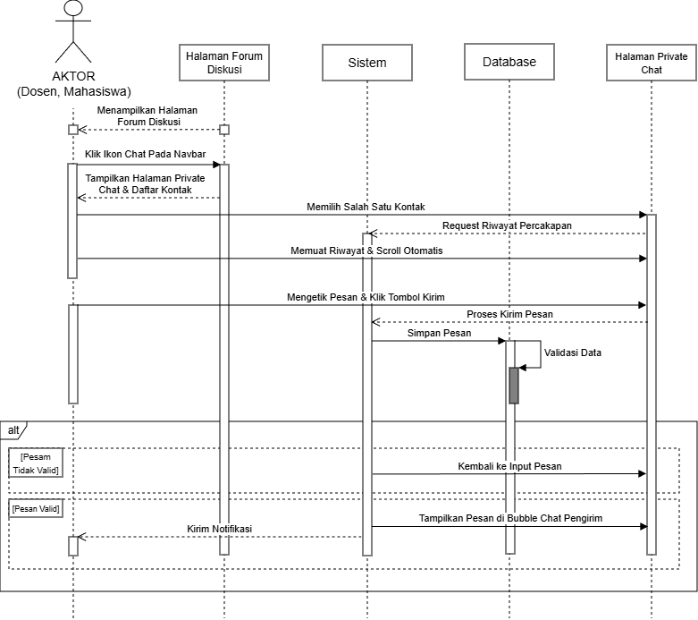 AKTOR
(Dosen, Mahasiswa)
Halaman Forum
Diskusi
Sistem
Database
Halaman Private
Chat
Menampilkan Halaman
Forum Diskusi
Klik Ikon Chat Pada Navbar
Tampilkan Halaman Private
Chat & Daftar Kontak
Memilih Salah Satu Kontak
Request Riwayat Percakapan
Memuat Riwayat & Scroll Otomatis
Mengetik Pesan & Klik Tombol Kirim
Proses Kirim Pesan
Simpan Pesan
Validasi Data
alt
[Pesam
Tidak Valid]
Kembali ke Input Pesan
[Pesan Valid]
Tampilkan Pesan di Bubble Chat Pengirim
Kirim Notifikasi